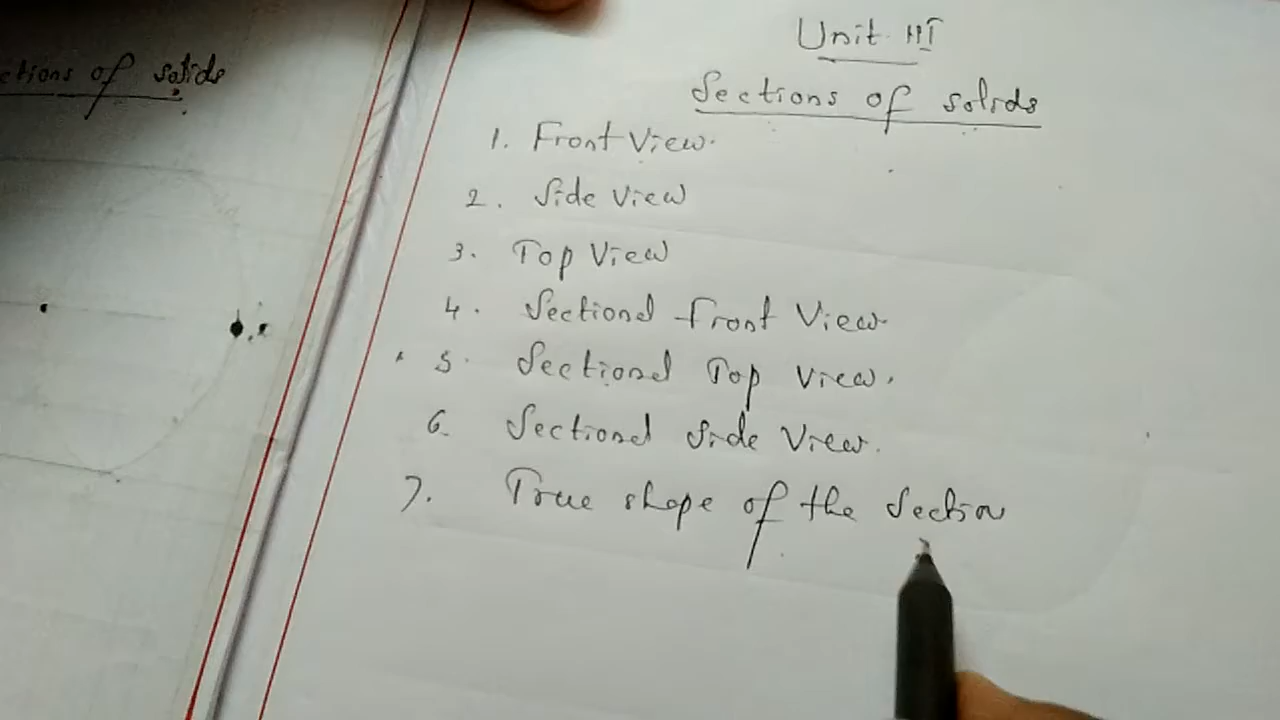 ctions of solids
Unit III
Sections of solids
1. Front View.
2. Side View
3. Top View
4. Sectional Front View
5. Sectional Top View.
6. Sectional Side View.
7. True shape of the Section